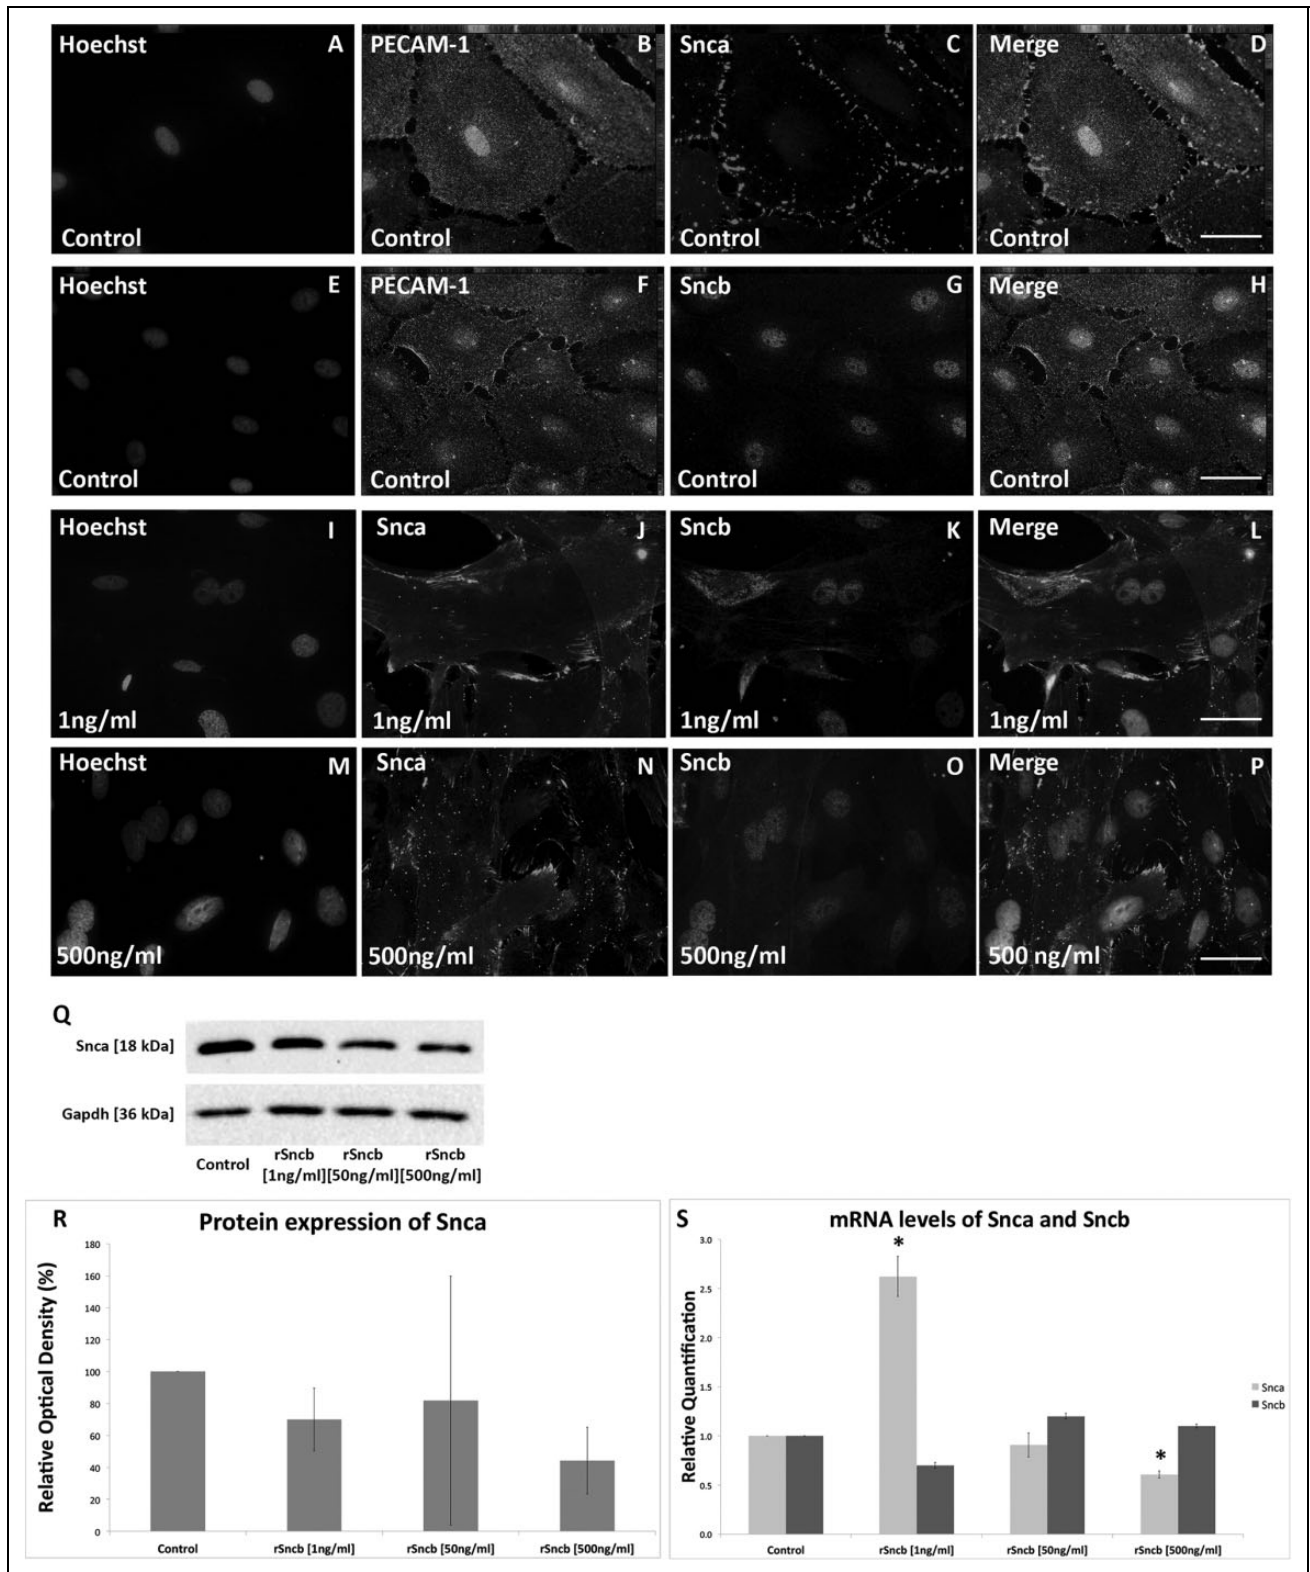 Hoechst A PECAM-1 B Snca C Merge D
Control Control Control Control
Hoechst E PECAM-1 F Sncb G Merge H
Control Control Control Control
Hoechst I Snca J Sncb K Merge L
1ng/ml 1ng/ml 1ng/ml 1ng/ml
Hoechst M Snca N Sncb O Merge P
500ng/ml 500ng/ml 500ng/ml 500 ng/ml
Q
Snca [18 kDa]
Gapdh [36 kDa]
Control rSncb rSncb rSncb
[1ng/ml][50ng/ml][500ng/ml]
R Protein expression of Snca
Relative Optical Density (%)
180
160
140
120
100
80
60
40
20
0
Control rSncb [1ng/ml] rSncb [50ng/ml] rSncb [500ng/ml]
S mRNA levels of Snca and Sncb
Relative Quantification
3.0
*
2.5
2.0
1.5
1.0
*
0.5
0.0
Snca
Sncb
Control rSncb [1ng/ml] rSncb [50ng/ml] rSncb [500ng/ml]